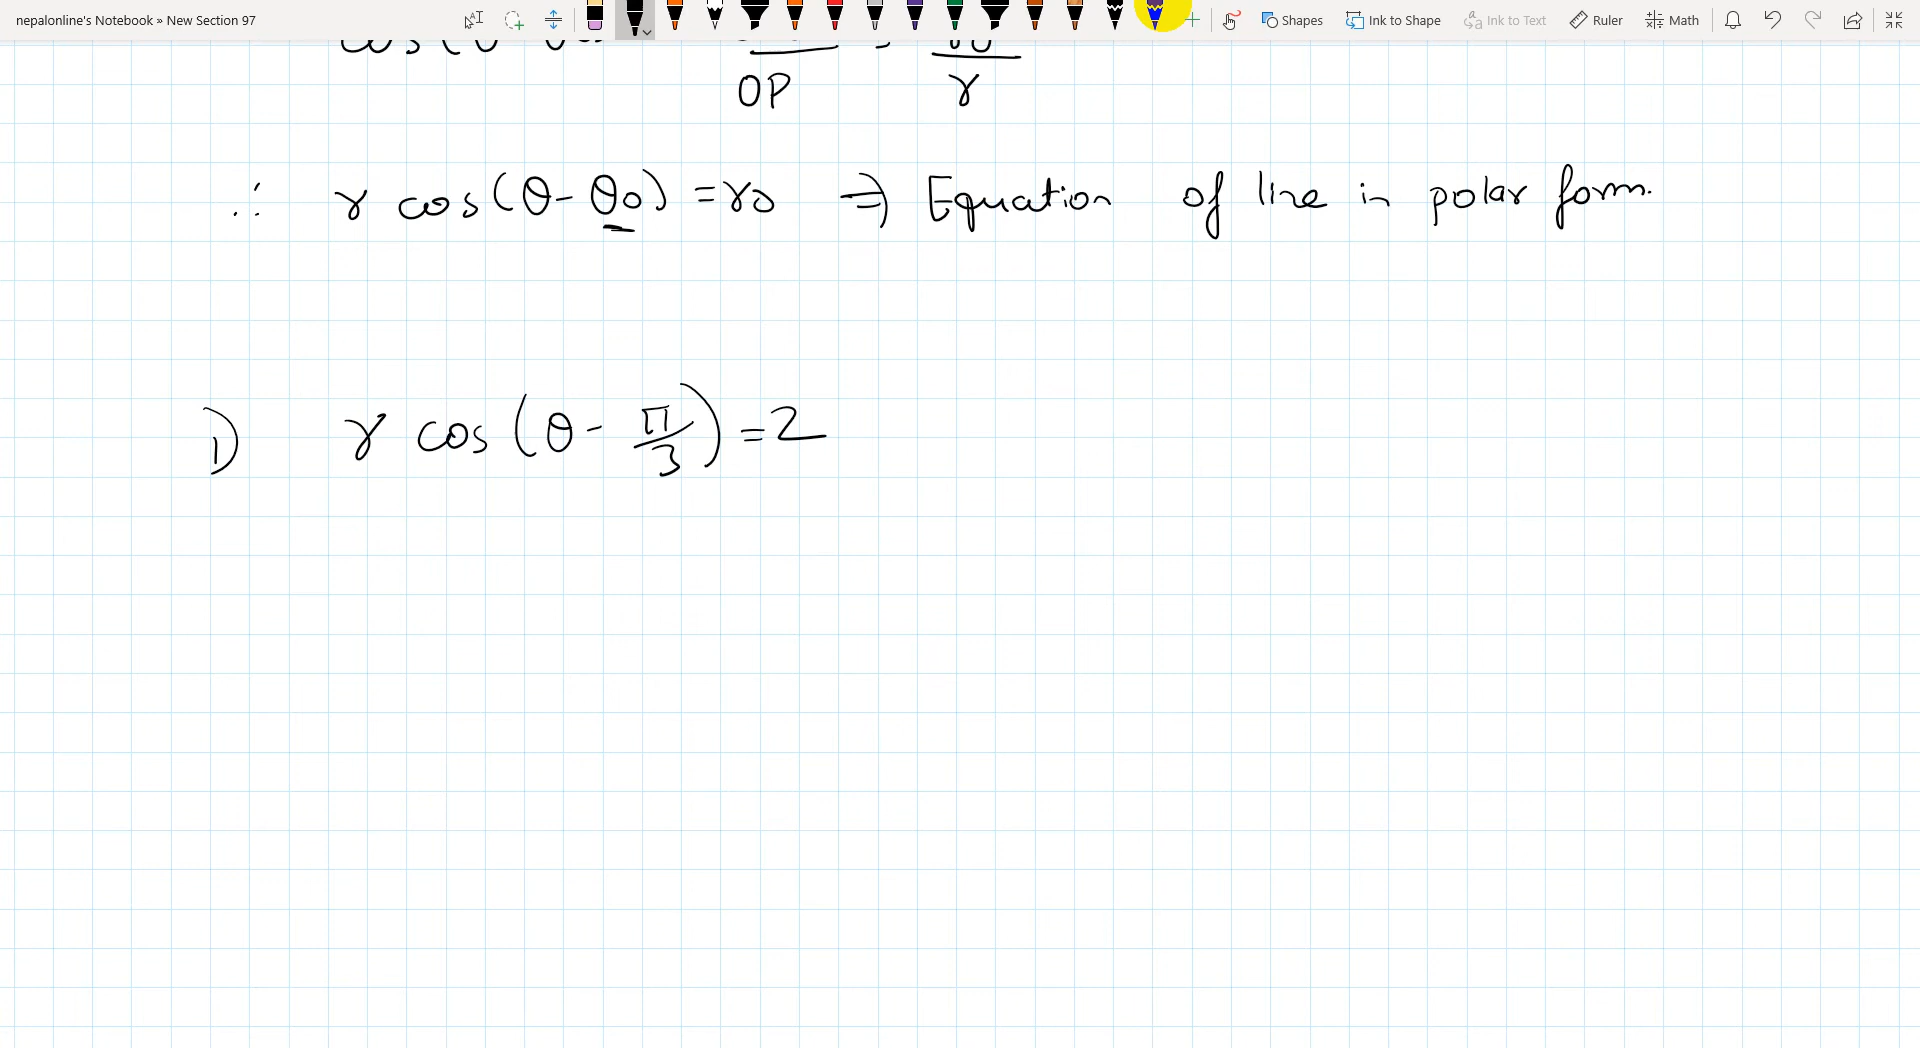 nepalonline's Notebook » New Section 97
Shapes Ink to Shape Ink to Text Ruler Math
OP r
∴ r cos(θ - θ0) = r0 ⇒ Equation of line in polar form.
1) r cos(θ - π/3) = 2